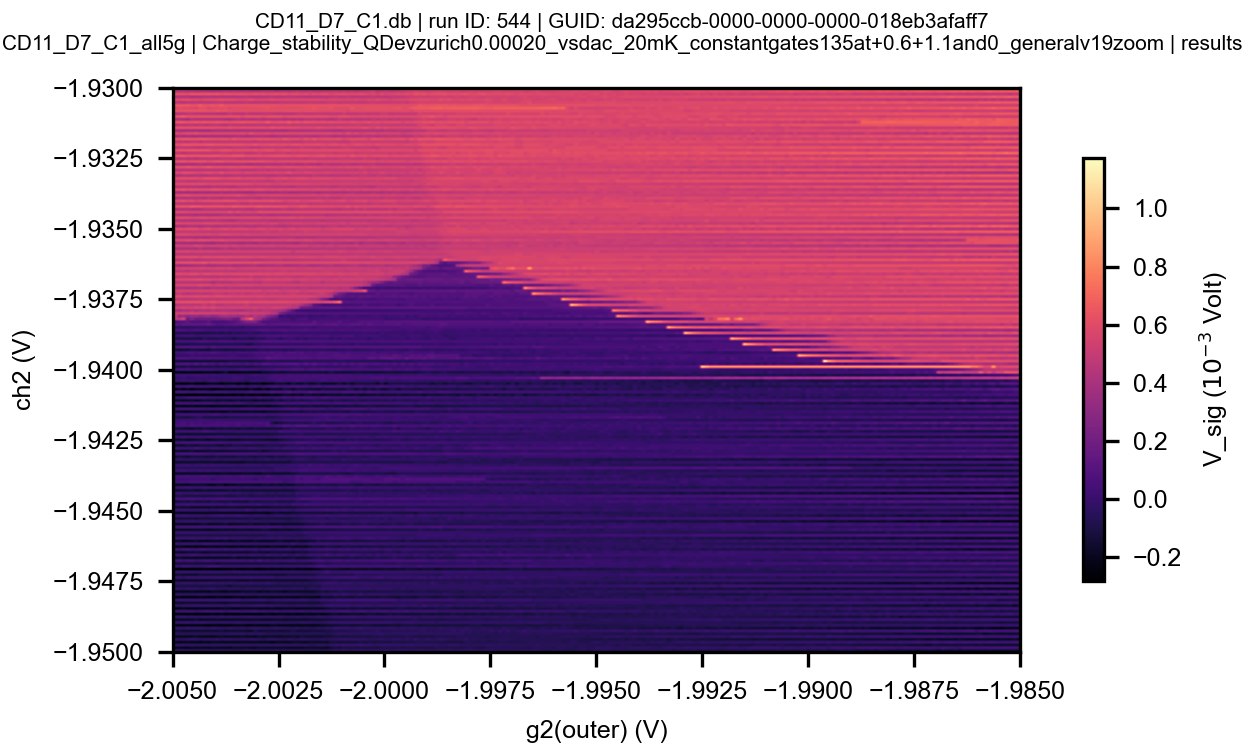 CD11_D7_C1.db | run ID: 544 | GUID: da295ccb-0000-0000-0000-018eb3afaff7
CD11_D7_C1_all5g | Charge_stability_QDevzurich0.00020_vsdac_20mK_constantgates135at+0.6+1.1and0_generalv19zoom | results
−1.9300
−1.9325
−1.9350
−1.9375
−1.9400
−1.9425
−1.9450
−1.9475
−1.9500
ch2 (V)
−2.0050 −2.0025 −2.0000 −1.9975 −1.9950 −1.9925 −1.9900 −1.9875 −1.9850
g2(outer) (V)
1.0
0.8
0.6
0.4
0.2
0.0
−0.2
V_sig (10⁻³ Volt)